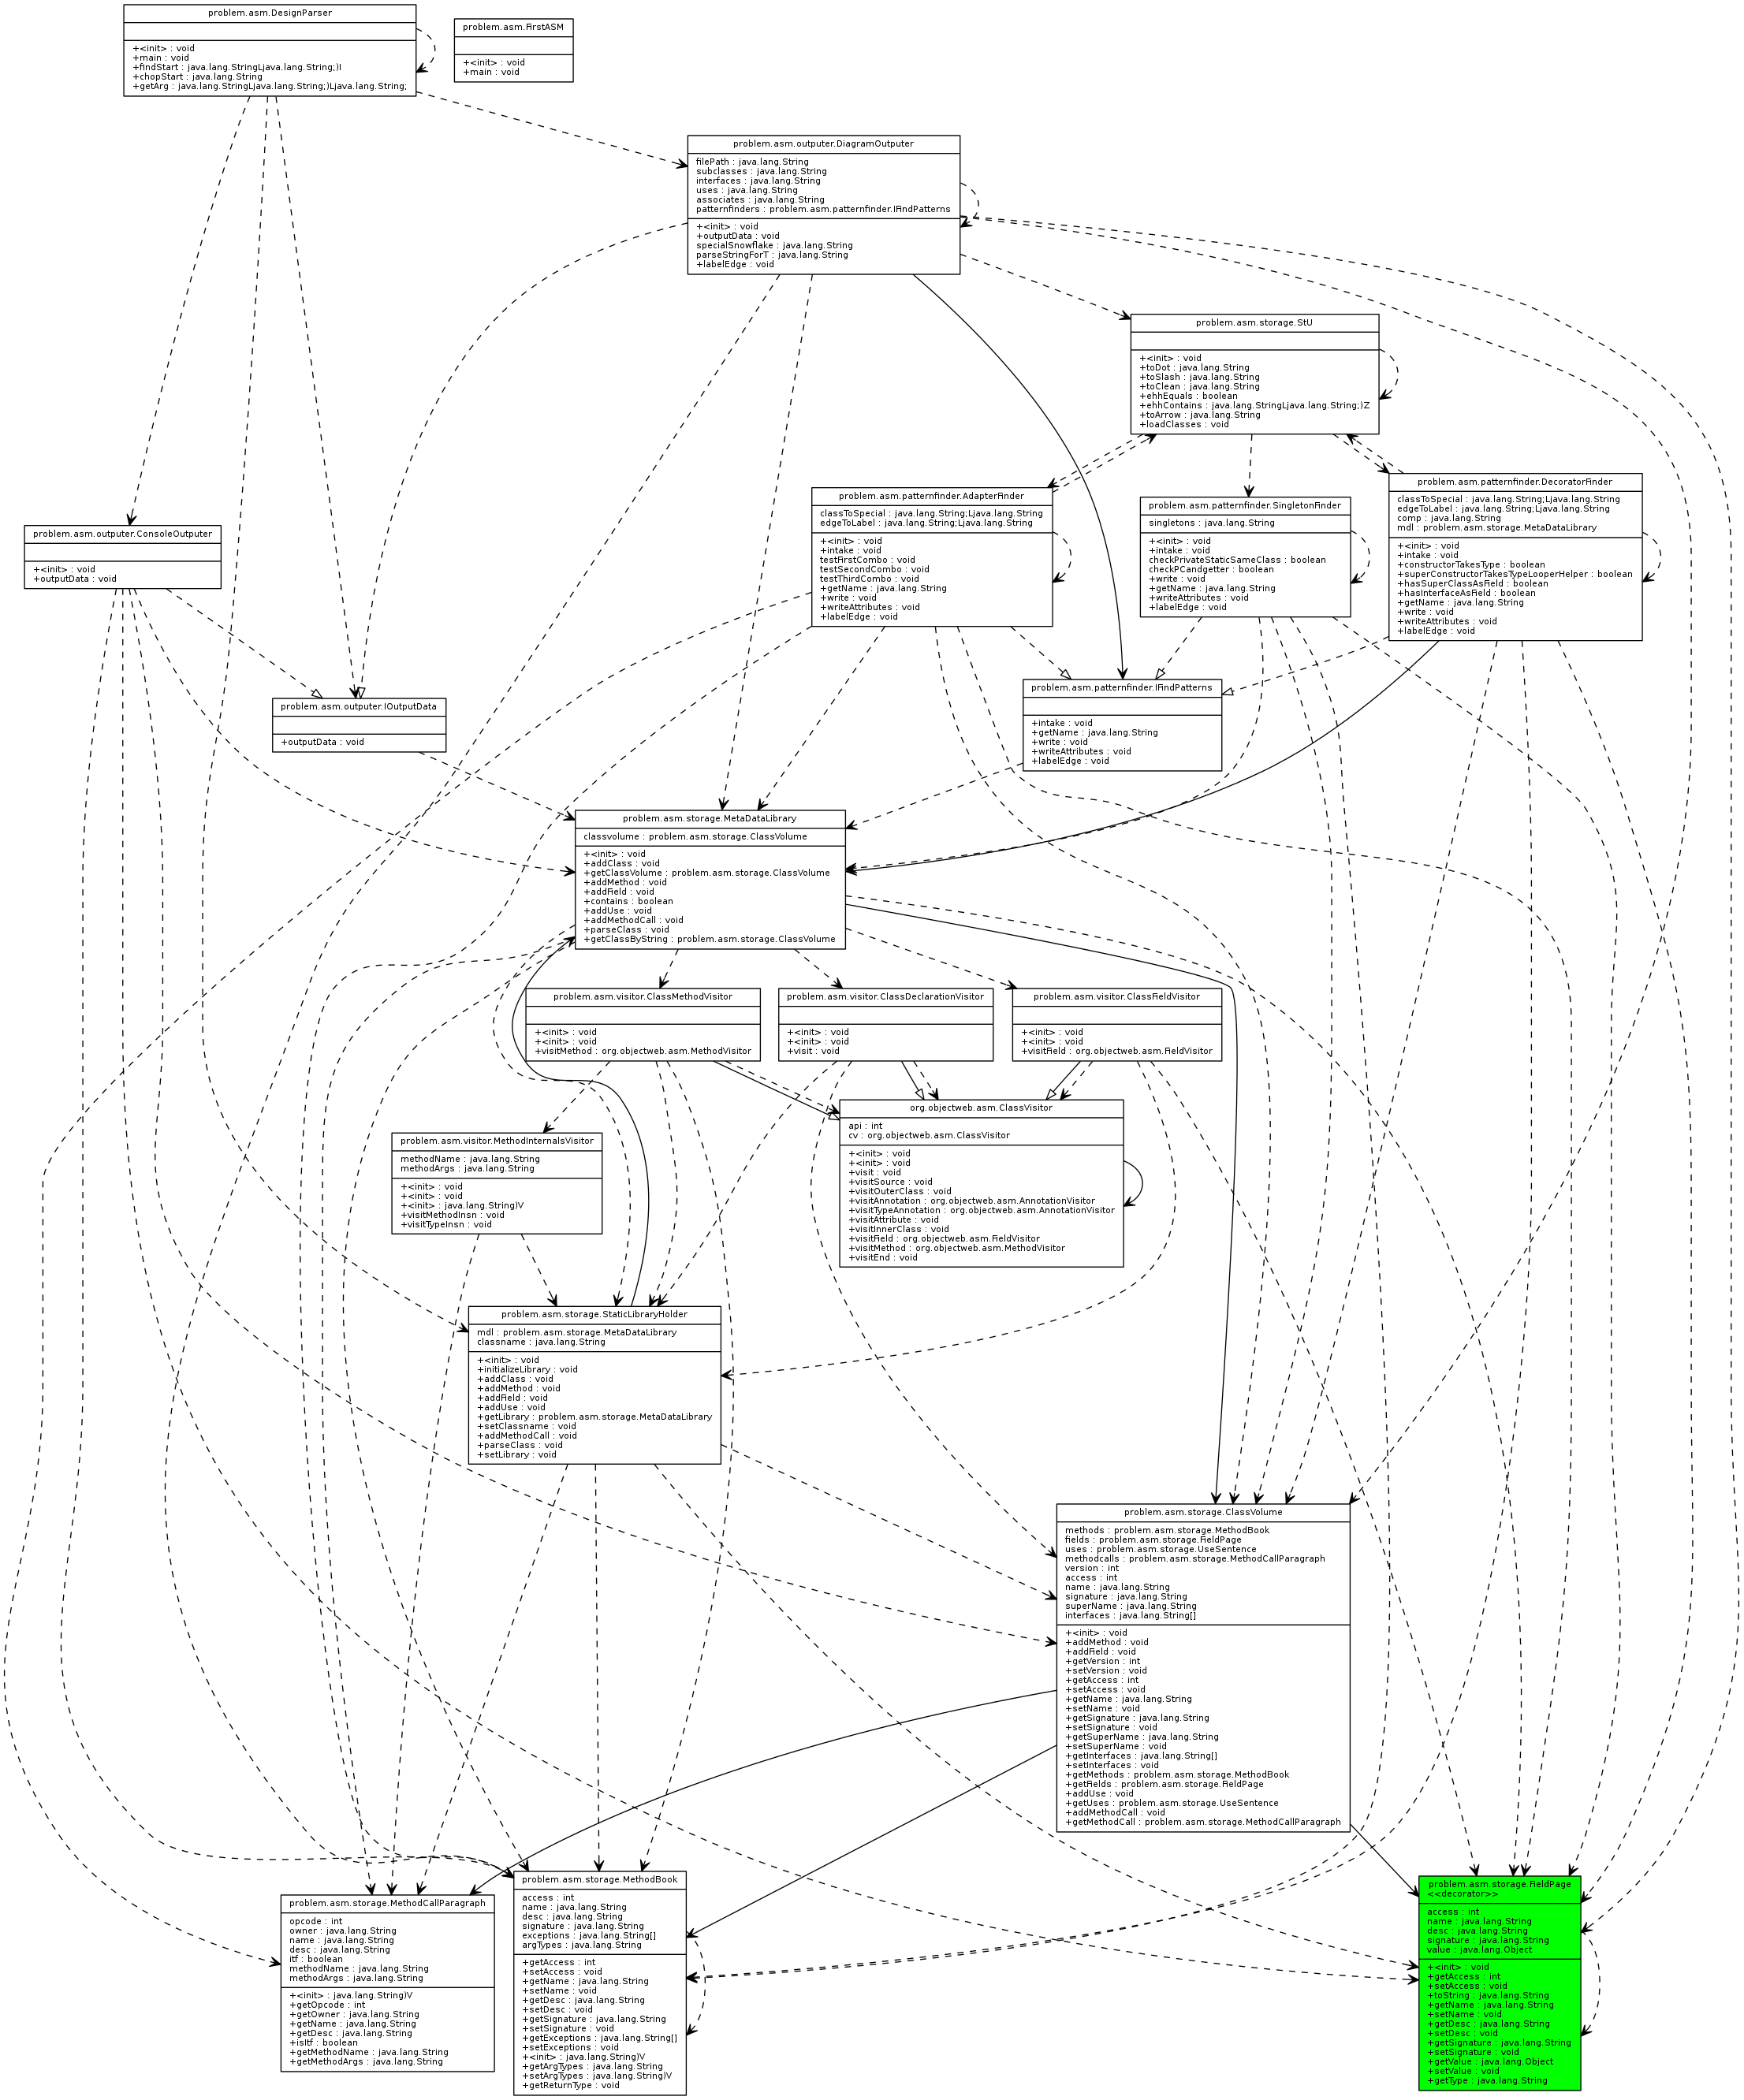 problem.asm.DesignParser
+<init> : void
+main : void
+findStart : java.lang.StringLjava.lang.String;)I
+chopStart : java.lang.String
+getArg : java.lang.StringLjava.lang.String;)Ljava.lang.String;
problem.asm.FirstASM
+<init> : void
+main : void
problem.asm.outputer.DiagramOutputer
filePath : java.lang.String
subclasses : java.lang.String
interfaces : java.lang.String
uses : java.lang.String
associates : java.lang.String
patternfinders : problem.asm.patternfinder.IFindPatterns
+<init> : void
+outputData : void
specialSnowflake : java.lang.String
parseStringForT : java.lang.String
+labelEdge : void
problem.asm.storage.StU
+<init> : void
+toDot : java.lang.String
+toSlash : java.lang.String
+toClean : java.lang.String
+ehhEquals : boolean
+ehhContains : java.lang.StringLjava.lang.String;)Z
+toArrow : java.lang.String
+loadClasses : void
problem.asm.outputer.ConsoleOutputer
+<init> : void
+outputData : void
problem.asm.patternfinder.AdapterFinder
classToSpecial : java.lang.String;Ljava.lang.String
edgeToLabel : java.lang.String;Ljava.lang.String
+<init> : void
+intake : void
testFirstCombo : void
testSecondCombo : void
testThirdCombo : void
+getName : java.lang.String
+write : void
+writeAttributes : void
+labelEdge : void
problem.asm.patternfinder.SingletonFinder
singletons : java.lang.String
+<init> : void
+intake : void
checkPrivateStaticSameClass : boolean
checkPCandgetter : boolean
+write : void
+getName : java.lang.String
+writeAttributes : void
+labelEdge : void
problem.asm.patternfinder.DecoratorFinder
classToSpecial : java.lang.String;Ljava.lang.String
edgeToLabel : java.lang.String;Ljava.lang.String
comp : java.lang.String
mdl : problem.asm.storage.MetaDataLibrary
+<init> : void
+intake : void
+constructorTakesType : boolean
+superConstructorTakesTypeLooperHelper : boolean
+hasSuperClassAsField : boolean
+hasInterfaceAsField : boolean
+getName : java.lang.String
+write : void
+writeAttributes : void
+labelEdge : void
problem.asm.outputer.IOutputData
+outputData : void
problem.asm.patternfinder.IFindPatterns
+intake : void
+getName : java.lang.String
+write : void
+writeAttributes : void
+labelEdge : void
problem.asm.storage.MetaDataLibrary
classvolume : problem.asm.storage.ClassVolume
+<init> : void
+addClass : void
+getClassVolume : problem.asm.storage.ClassVolume
+addMethod : void
+addField : void
+contains : boolean
+addUse : void
+addMethodCall : void
+parseClass : void
+getClassByString : problem.asm.storage.ClassVolume
problem.asm.visitor.ClassMethodVisitor
+<init> : void
+<init> : void
+visitMethod : org.objectweb.asm.MethodVisitor
problem.asm.visitor.ClassDeclarationVisitor
+<init> : void
+<init> : void
+visit : void
problem.asm.visitor.ClassFieldVisitor
+<init> : void
+<init> : void
+visitField : org.objectweb.asm.FieldVisitor
org.objectweb.asm.ClassVisitor
api : int
cv : org.objectweb.asm.ClassVisitor
+<init> : void
+<init> : void
+visit : void
+visitSource : void
+visitOuterClass : void
+visitAnnotation : org.objectweb.asm.AnnotationVisitor
+visitTypeAnnotation : org.objectweb.asm.AnnotationVisitor
+visitAttribute : void
+visitInnerClass : void
+visitField : org.objectweb.asm.FieldVisitor
+visitMethod : org.objectweb.asm.MethodVisitor
+visitEnd : void
problem.asm.visitor.MethodInternalsVisitor
methodName : java.lang.String
methodArgs : java.lang.String
+<init> : void
+<init> : void
+<init> : java.lang.String)V
+visitMethodInsn : void
+visitTypeInsn : void
problem.asm.storage.StaticLibraryHolder
mdl : problem.asm.storage.MetaDataLibrary
classname : java.lang.String
+<init> : void
+initializeLibrary : void
+addClass : void
+addMethod : void
+addField : void
+addUse : void
+getLibrary : problem.asm.storage.MetaDataLibrary
+setClassname : void
+addMethodCall : void
+parseClass : void
+setLibrary : void
problem.asm.storage.ClassVolume
methods : problem.asm.storage.MethodBook
fields : problem.asm.storage.FieldPage
uses : problem.asm.storage.UseSentence
methodcalls : problem.asm.storage.MethodCallParagraph
version : int
access : int
name : java.lang.String
signature : java.lang.String
superName : java.lang.String
interfaces : java.lang.String[]
+<init> : void
+addMethod : void
+addField : void
+getVersion : int
+setVersion : void
+getAccess : int
+setAccess : void
+getName : java.lang.String
+setName : void
+getSignature : java.lang.String
+setSignature : void
+getSuperName : java.lang.String
+setSuperName : void
+getInterfaces : java.lang.String[]
+setInterfaces : void
+getMethods : problem.asm.storage.MethodBook
+getFields : problem.asm.storage.FieldPage
+addUse : void
+getUses : problem.asm.storage.UseSentence
+addMethodCall : void
+getMethodCall : problem.asm.storage.MethodCallParagraph
problem.asm.storage.MethodCallParagraph
opcode : int
owner : java.lang.String
name : java.lang.String
desc : java.lang.String
itf : boolean
methodName : java.lang.String
methodArgs : java.lang.String
+<init> : java.lang.String)V
+getOpcode : int
+getOwner : java.lang.String
+getName : java.lang.String
+getDesc : java.lang.String
+isItf : boolean
+getMethodName : java.lang.String
+getMethodArgs : java.lang.String
problem.asm.storage.MethodBook
access : int
name : java.lang.String
desc : java.lang.String
signature : java.lang.String
exceptions : java.lang.String[]
argTypes : java.lang.String
+getAccess : int
+setAccess : void
+getName : java.lang.String
+setName : void
+getDesc : java.lang.String
+setDesc : void
+getSignature : java.lang.String
+setSignature : void
+getExceptions : java.lang.String[]
+setExceptions : void
+<init> : java.lang.String)V
+getArgTypes : java.lang.String
+setArgTypes : java.lang.String)V
+getReturnType : void
problem.asm.storage.FieldPage
<<decorator>>
access : int
name : java.lang.String
desc : java.lang.String
signature : java.lang.String
value : java.lang.Object
+<init> : void
+getAccess : int
+setAccess : void
+toString : java.lang.String
+getName : java.lang.String
+setName : void
+getDesc : java.lang.String
+setDesc : void
+getSignature : java.lang.String
+setSignature : void
+getValue : java.lang.Object
+setValue : void
+getType : java.lang.String